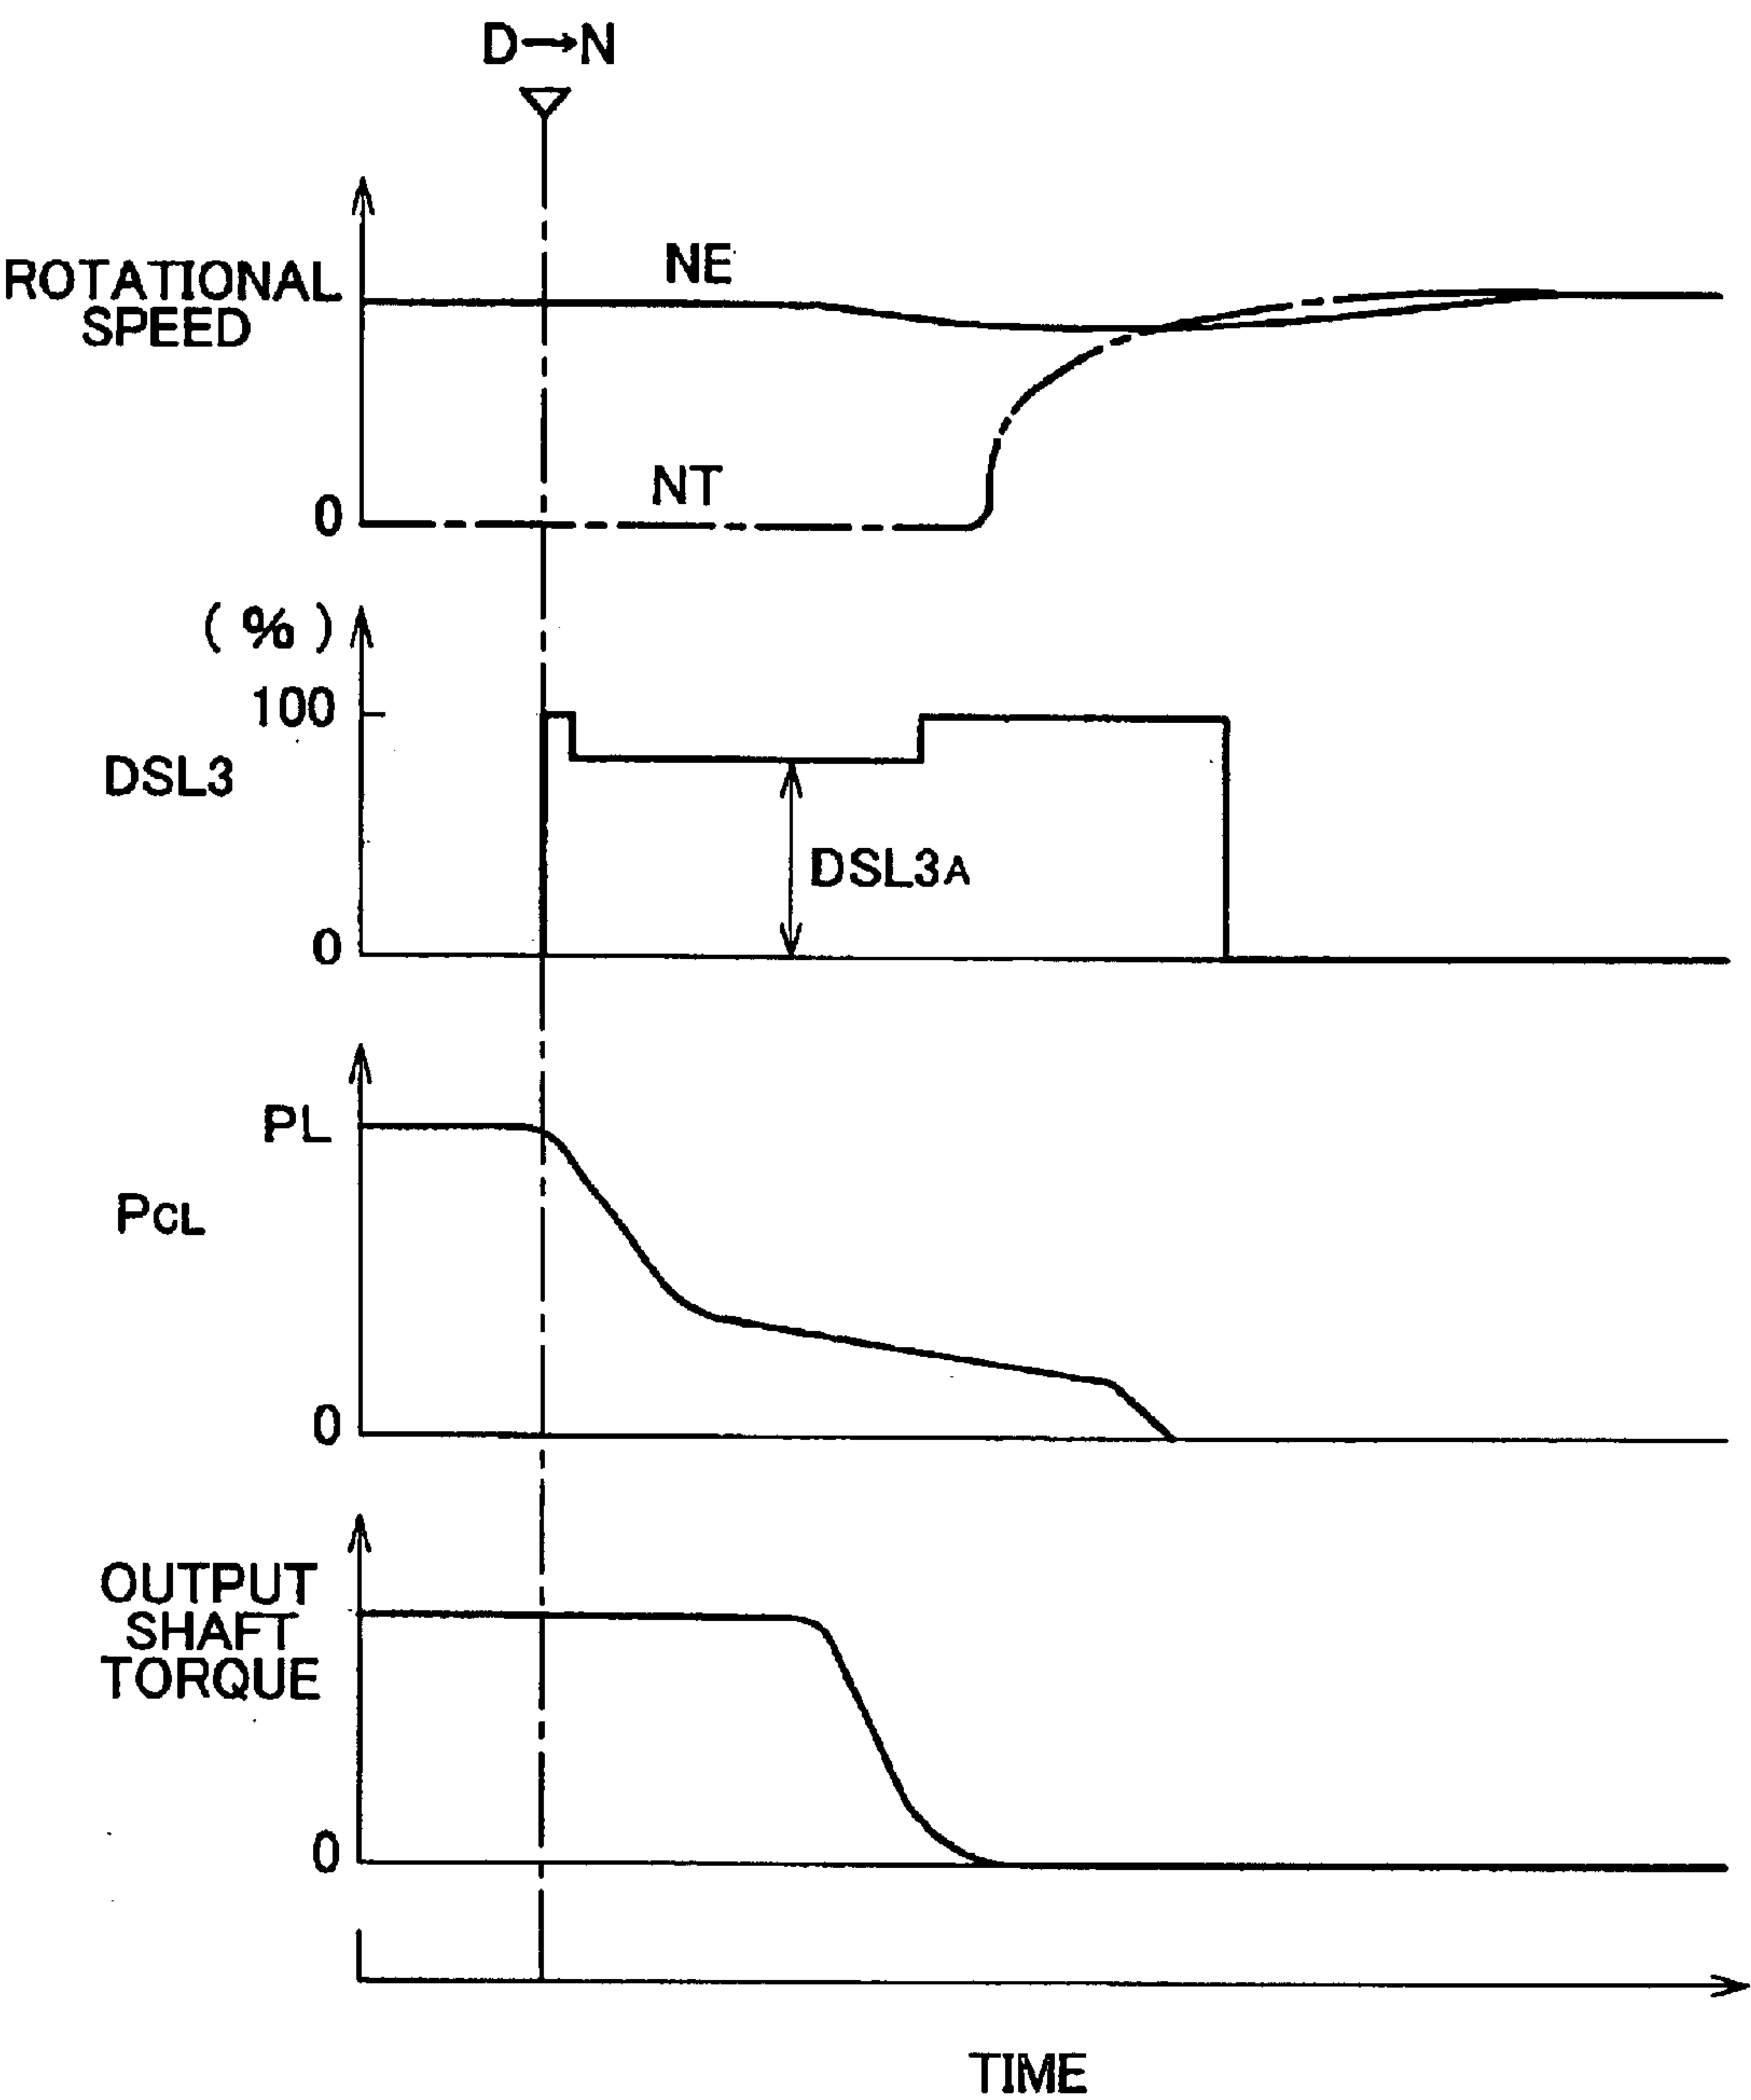 D→N
NE
ROTATIONAL
SPEED
NT
0
(%)
100
DSL3
DSL3A
0
PL
PCL
0
OUTPUT
SHAFT
TORQUE
0
TIME